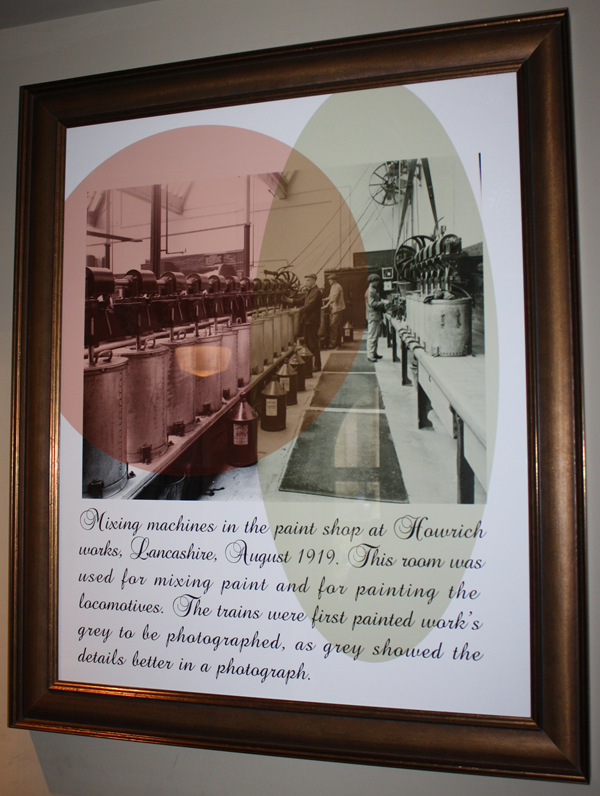 Mixing machines in the paint shop at Howrich
works, Lancashire, August 1919. This room was
used for mixing paint and for painting the
locomotives. The trains were first painted work's
grey to be photographed, as grey showed the
details better in a photograph.